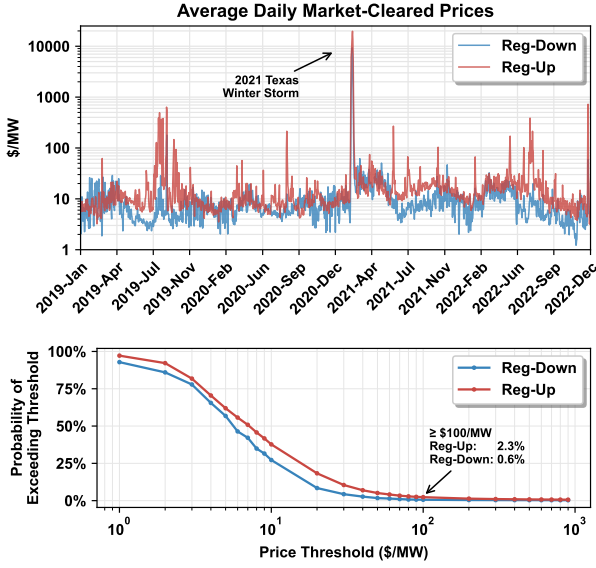 Average Daily Market-Cleared Prices
$/MW
10000
1000
100
10
1
2021 Texas
Winter Storm
Reg-Down
Reg-Up
2019-Jan
2019-Apr
2019-Jul
2019-Nov
2020-Feb
2020-Jun
2020-Sep
2020-Dec
2021-Apr
2021-Jul
2021-Nov
2022-Feb
2022-Jun
2022-Sep
2022-Dec
Probability of
Exceeding Threshold
100%
75%
50%
25%
0%
Reg-Down
Reg-Up
≥ $100/MW
Reg-Up: 2.3%
Reg-Down: 0.6%
10⁰
10¹
10²
10³
Price Threshold ($/MW)